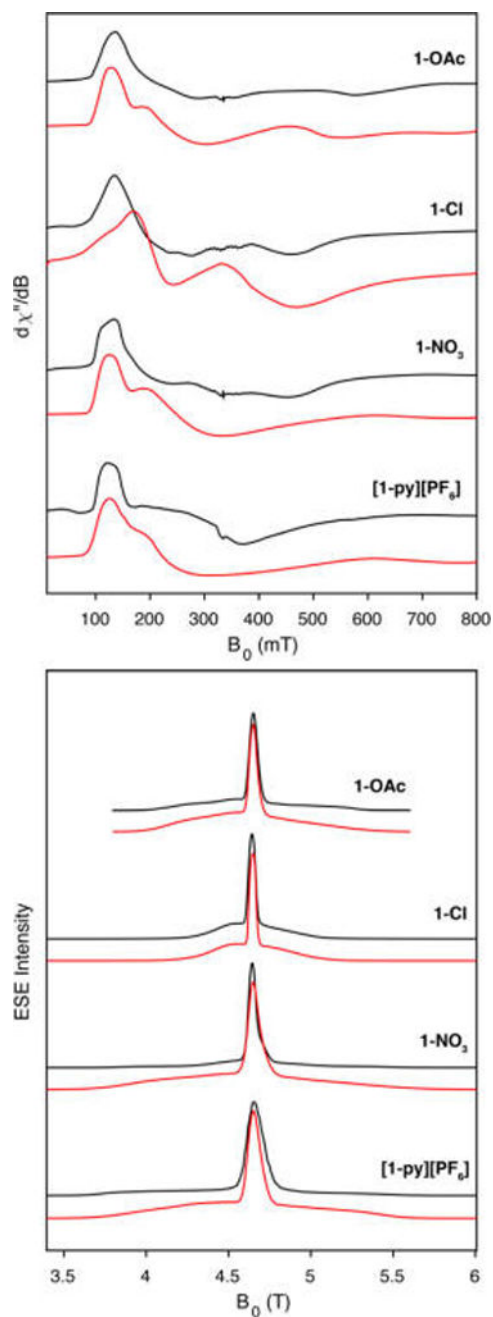 1-OAc
1-Cl
1-NO₃
[1-py][PF₆]
dχ"/dB
100 200 300 400 500 600 700 800
B₀ (mT)
1-OAc
1-Cl
1-NO₃
[1-py][PF₆]
ESE Intensity
3.5 4 4.5 5 5.5 6
B₀ (T)